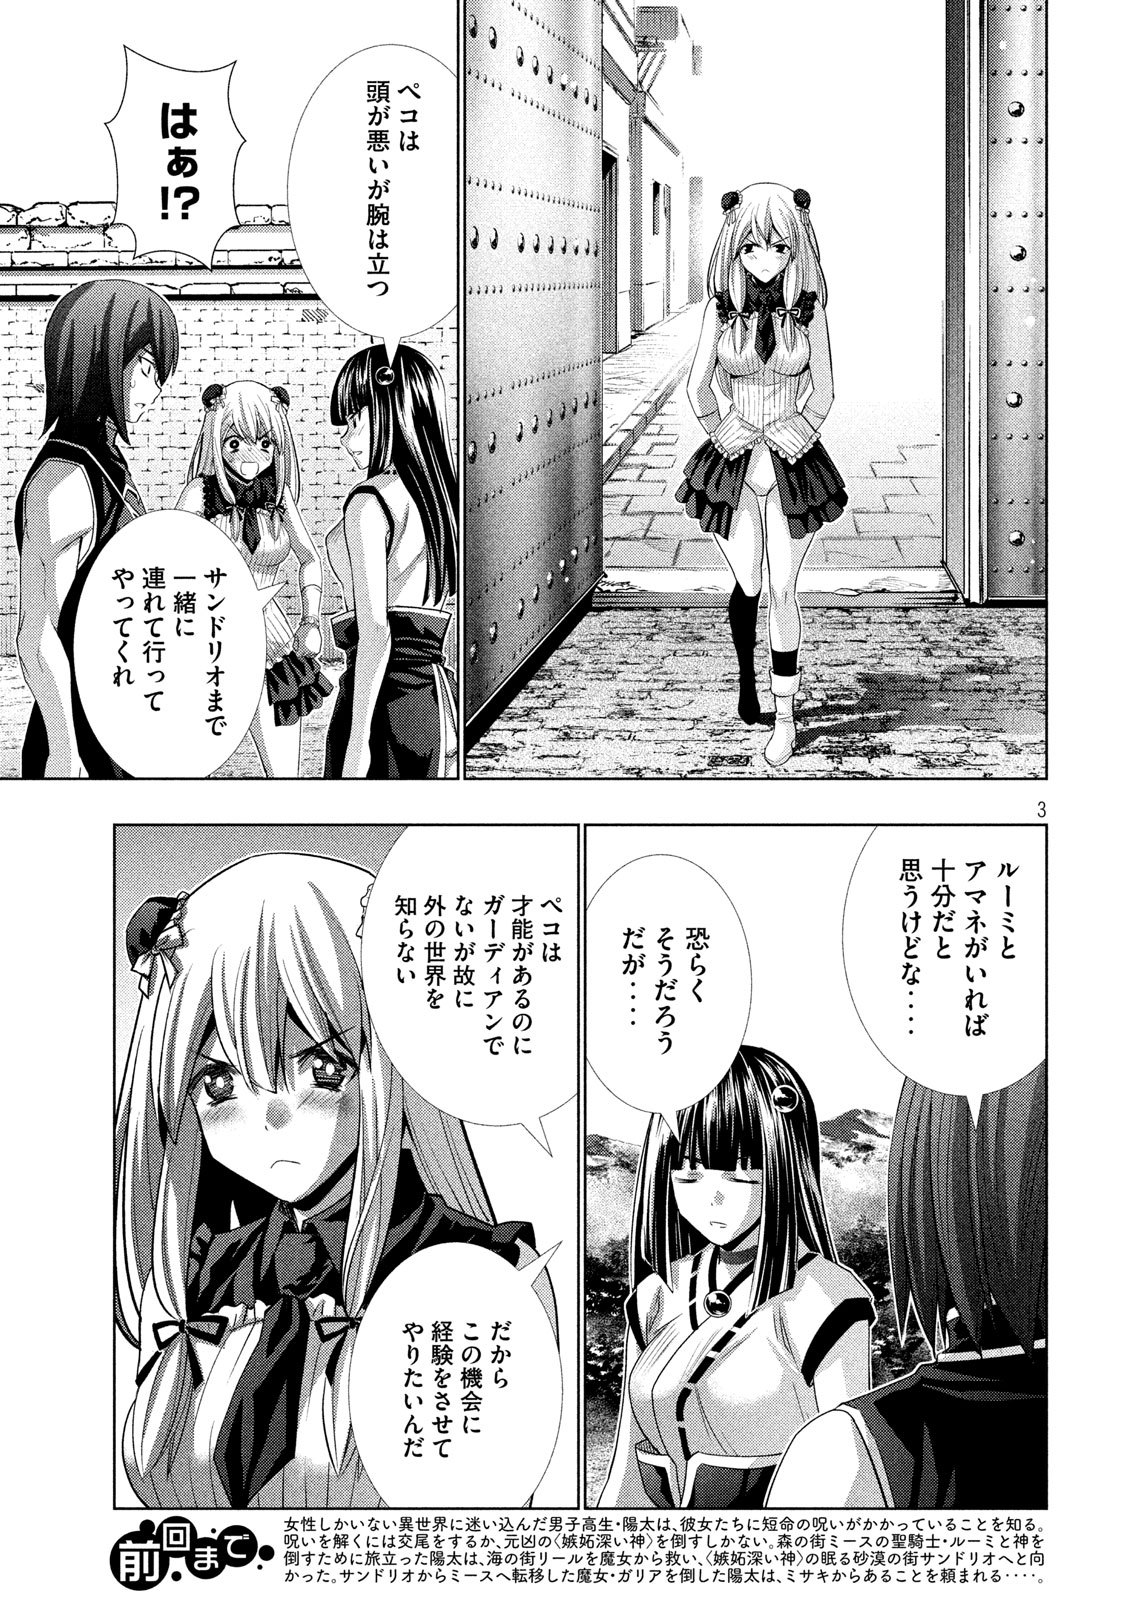 ペコは
頭が悪いが腕は立つ
はぁ!?
サンドリオまで
一緒に
連れて行って
やってくれ
3
ルーミと
アマネがいれば
十分だと
思うけどな‥‥
恐らく
そうだろう
だが‥‥
ペコは
才能があるのに
ガーディアンで
ないが故に
外の世界を
知らない
だから
この機会に
経験をさせて
やりたいんだ
前回まで
女性しかいない異世界に迷い込んだ男子高生・陽太は、彼女たちに短命の呪いがかかっていることを知る。
呪いを解くには交尾をするか、元凶の〈嫉妬深い神〉を倒すしかない。森の街ミースの聖騎士・ルーミと神を
倒すために旅立った陽太は、海の街リールを魔女から救い、〈嫉妬深い神〉の眠る砂漠の街サンドリオへと向
かった。サンドリオからミースへ転移した魔女・ガリアを倒した陽太は、ミサキからあることを頼まれる‥‥。